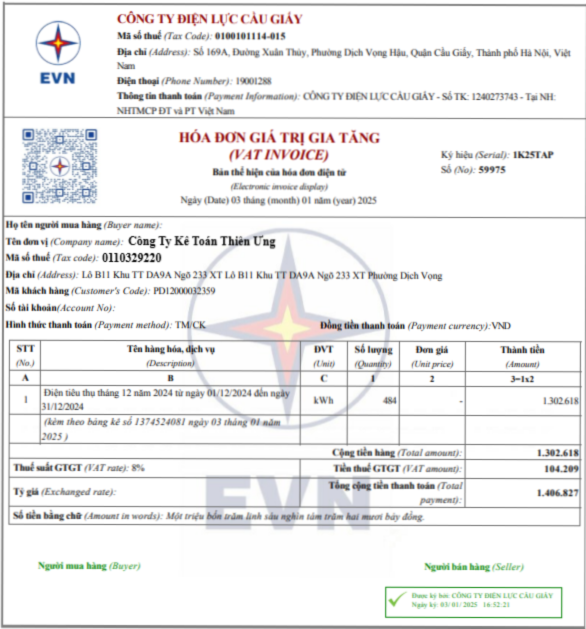 CÔNG TY ĐIỆN LỰC CẦU GIẤY
Mã số thuế (Tax Code): 0100101114-015
Địa chỉ (Address): Số 169A, Đường Xuân Thủy, Phường Dịch Vọng Hậu, Quận Cầu Giấy, Thành phố Hà Nội, Việt
Nam
EVN
Điện thoại (Phone Number): 19001288
Thông tin thanh toán (Payment Information): CÔNG TY ĐIỆN LỰC CẦU GIẤY - Số TK: 1240273743 - Tại NH:
NHTMCP ĐT và PT Việt Nam
HÓA ĐƠN GIÁ TRỊ GIA TĂNG
(VAT INVOICE)
Ký hiệu (Serial): 1K25TAP
Bản thể hiện của hóa đơn điện tử
Số (No): 59975
(Electronic invoice display)
Ngày (Date) 03 tháng (month) 01 năm (year) 2025
Họ tên người mua hàng (Buyer name):
Tên đơn vị (Company name): Công Ty Kế Toán Thiên Ưng
Mã số thuế (Tax code): 0110329220
Địa chỉ (Address): Lô B11 Khu TT DA9A Ngõ 233 XT Lô B11 Khu TT DA9A Ngõ 233 XT Phường Dịch Vọng
Mã khách hàng (Customer's Code): PD12000032359
Số tài khoản(Account No):
Hình thức thanh toán (Payment method): TM/CK Đồng tiền thanh toán (Payment currency):VND
STT Tên hàng hóa, dịch vụ ĐVT Số lượng Đơn giá Thành tiền
(No.) (Description) (Unit) (Quantity) (Unit price) (Amount)
A B C 1 2 3=1x2
1 Điện tiêu thụ tháng 12 năm 2024 từ ngày 01/12/2024 đến ngày kWh 484 - 1.302.618
31/12/2024
(kèm theo bảng kê số 1374524081 ngày 03 tháng 01 năm
2025 )
Cộng tiền hàng (Total amount): 1.302.618
Thuế suất GTGT (VAT rate): 8% Tiền thuế GTGT (VAT amount): 104.209
Tỷ giá (Exchanged rate): Tổng cộng tiền thanh toán (Total 1.406.827
payment):
EVN
Số tiền bằng chữ (Amount in words): Một triệu bốn trăm linh sáu nghìn tám trăm hai mươi bảy đồng.
Người mua hàng (Buyer) Người bán hàng (Seller)
Được ký bởi: CÔNG TY ĐIỆN LỰC CẦU GIẤY
Ngày ký: 03/ 01/ 2025 16:52:21